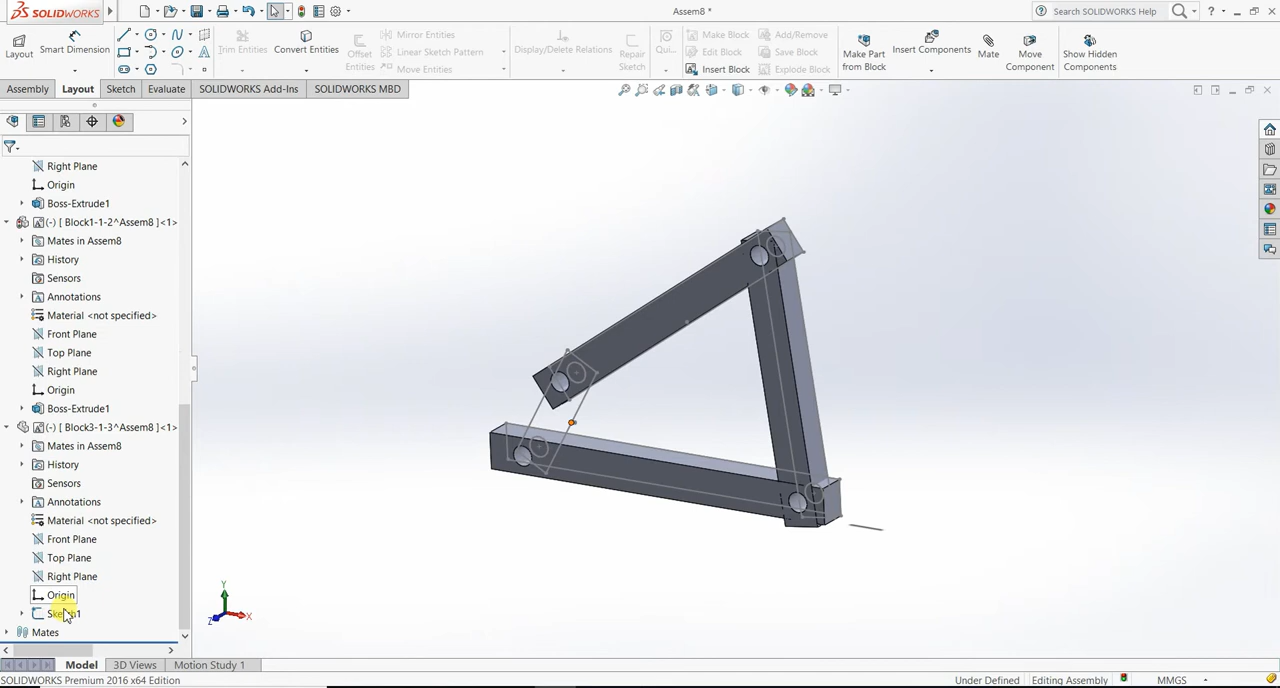 SOLIDWORKS
Assem8 *
Search SOLIDWORKS Help
Layout
Smart Dimension
Trim Entities
Convert Entities
Offset Entities
Mirror Entities
Linear Sketch Pattern
Move Entities
Display/Delete Relations
Repair Sketch
Qui...
Make Block
Edit Block
Insert Block
Add/Remove
Save Block
Explode Block
Make Part from Block
Insert Components
Mate
Move Component
Show Hidden Components
Assembly
Layout
Sketch
Evaluate
SOLIDWORKS Add-Ins
SOLIDWORKS MBD
Right Plane
Origin
Boss-Extrude1
(-) [ Block1-1-2^Assem8 ]<1>
Mates in Assem8
History
Sensors
Annotations
Material <not specified>
Front Plane
Top Plane
Right Plane
Origin
Boss-Extrude1
(-) [ Block3-1-3^Assem8 ]<1>
Mates in Assem8
History
Sensors
Annotations
Material <not specified>
Front Plane
Top Plane
Right Plane
Origin
Sketch1
Mates
Y
X
Z
Model
3D Views
Motion Study 1
SOLIDWORKS Premium 2016 x64 Edition
Under Defined
Editing Assembly
MMGS